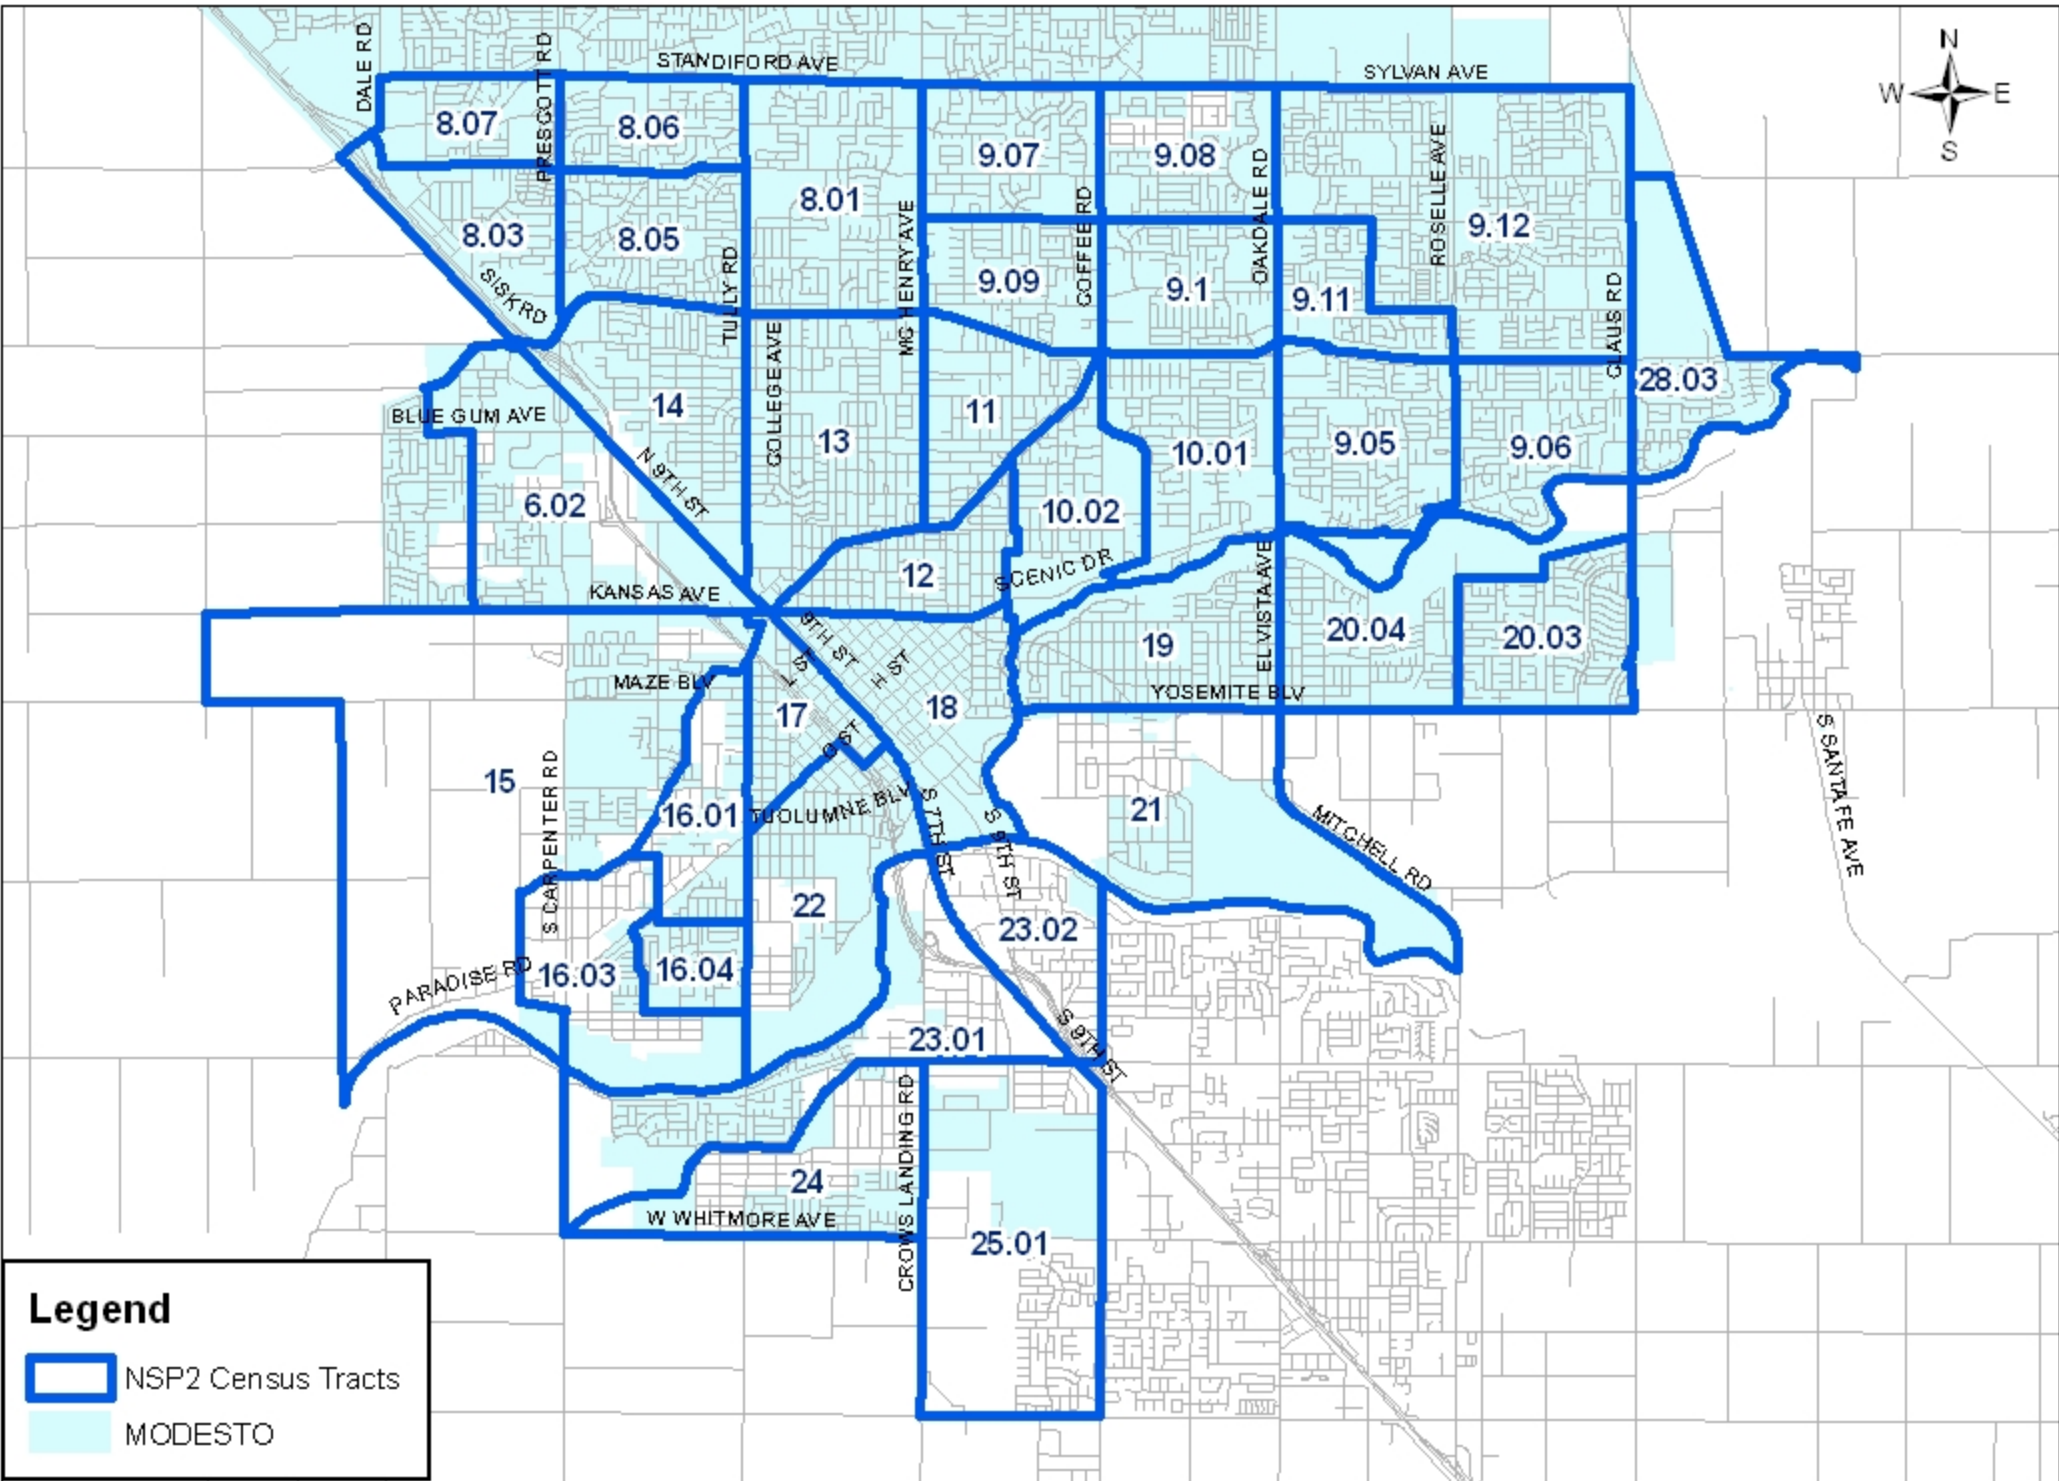 N
W E
S
STANDIFORD AVE
SYLVAN AVE
DALE RD
PRESCOTT RD
8.07
8.06
8.01
9.07
9.08
9.12
8.03
8.05
9.09
9.1
9.11
MC HENRY AVE
COFFEE RD
OAKDALE RD
ROSELLE AVE
CLAUS RD
TULLY RD
SISK RD
COLLEGE AVE
28.03
BLUE GUM AVE
14
13
11
10.01
9.05
9.06
N 9TH ST
6.02
10.02
12
SCENIC DR
KANSAS AVE
EL VISTA AVE
9TH ST
I ST
H ST
19
20.04
20.03
MAZE BLV
YOSEMITE BLV
17
18
G ST
S SANTA FE AVE
15
S CARPENTER RD
16.01
TUOLUMNE BLV
S 7TH ST
S 9TH ST
21
MITCHELL RD
22
23.02
16.03
16.04
PARADISE RD
23.01
S 9TH ST
CROWS LANDING RD
24
W WHITMORE AVE
25.01
Legend
NSP2 Census Tracts
MODESTO